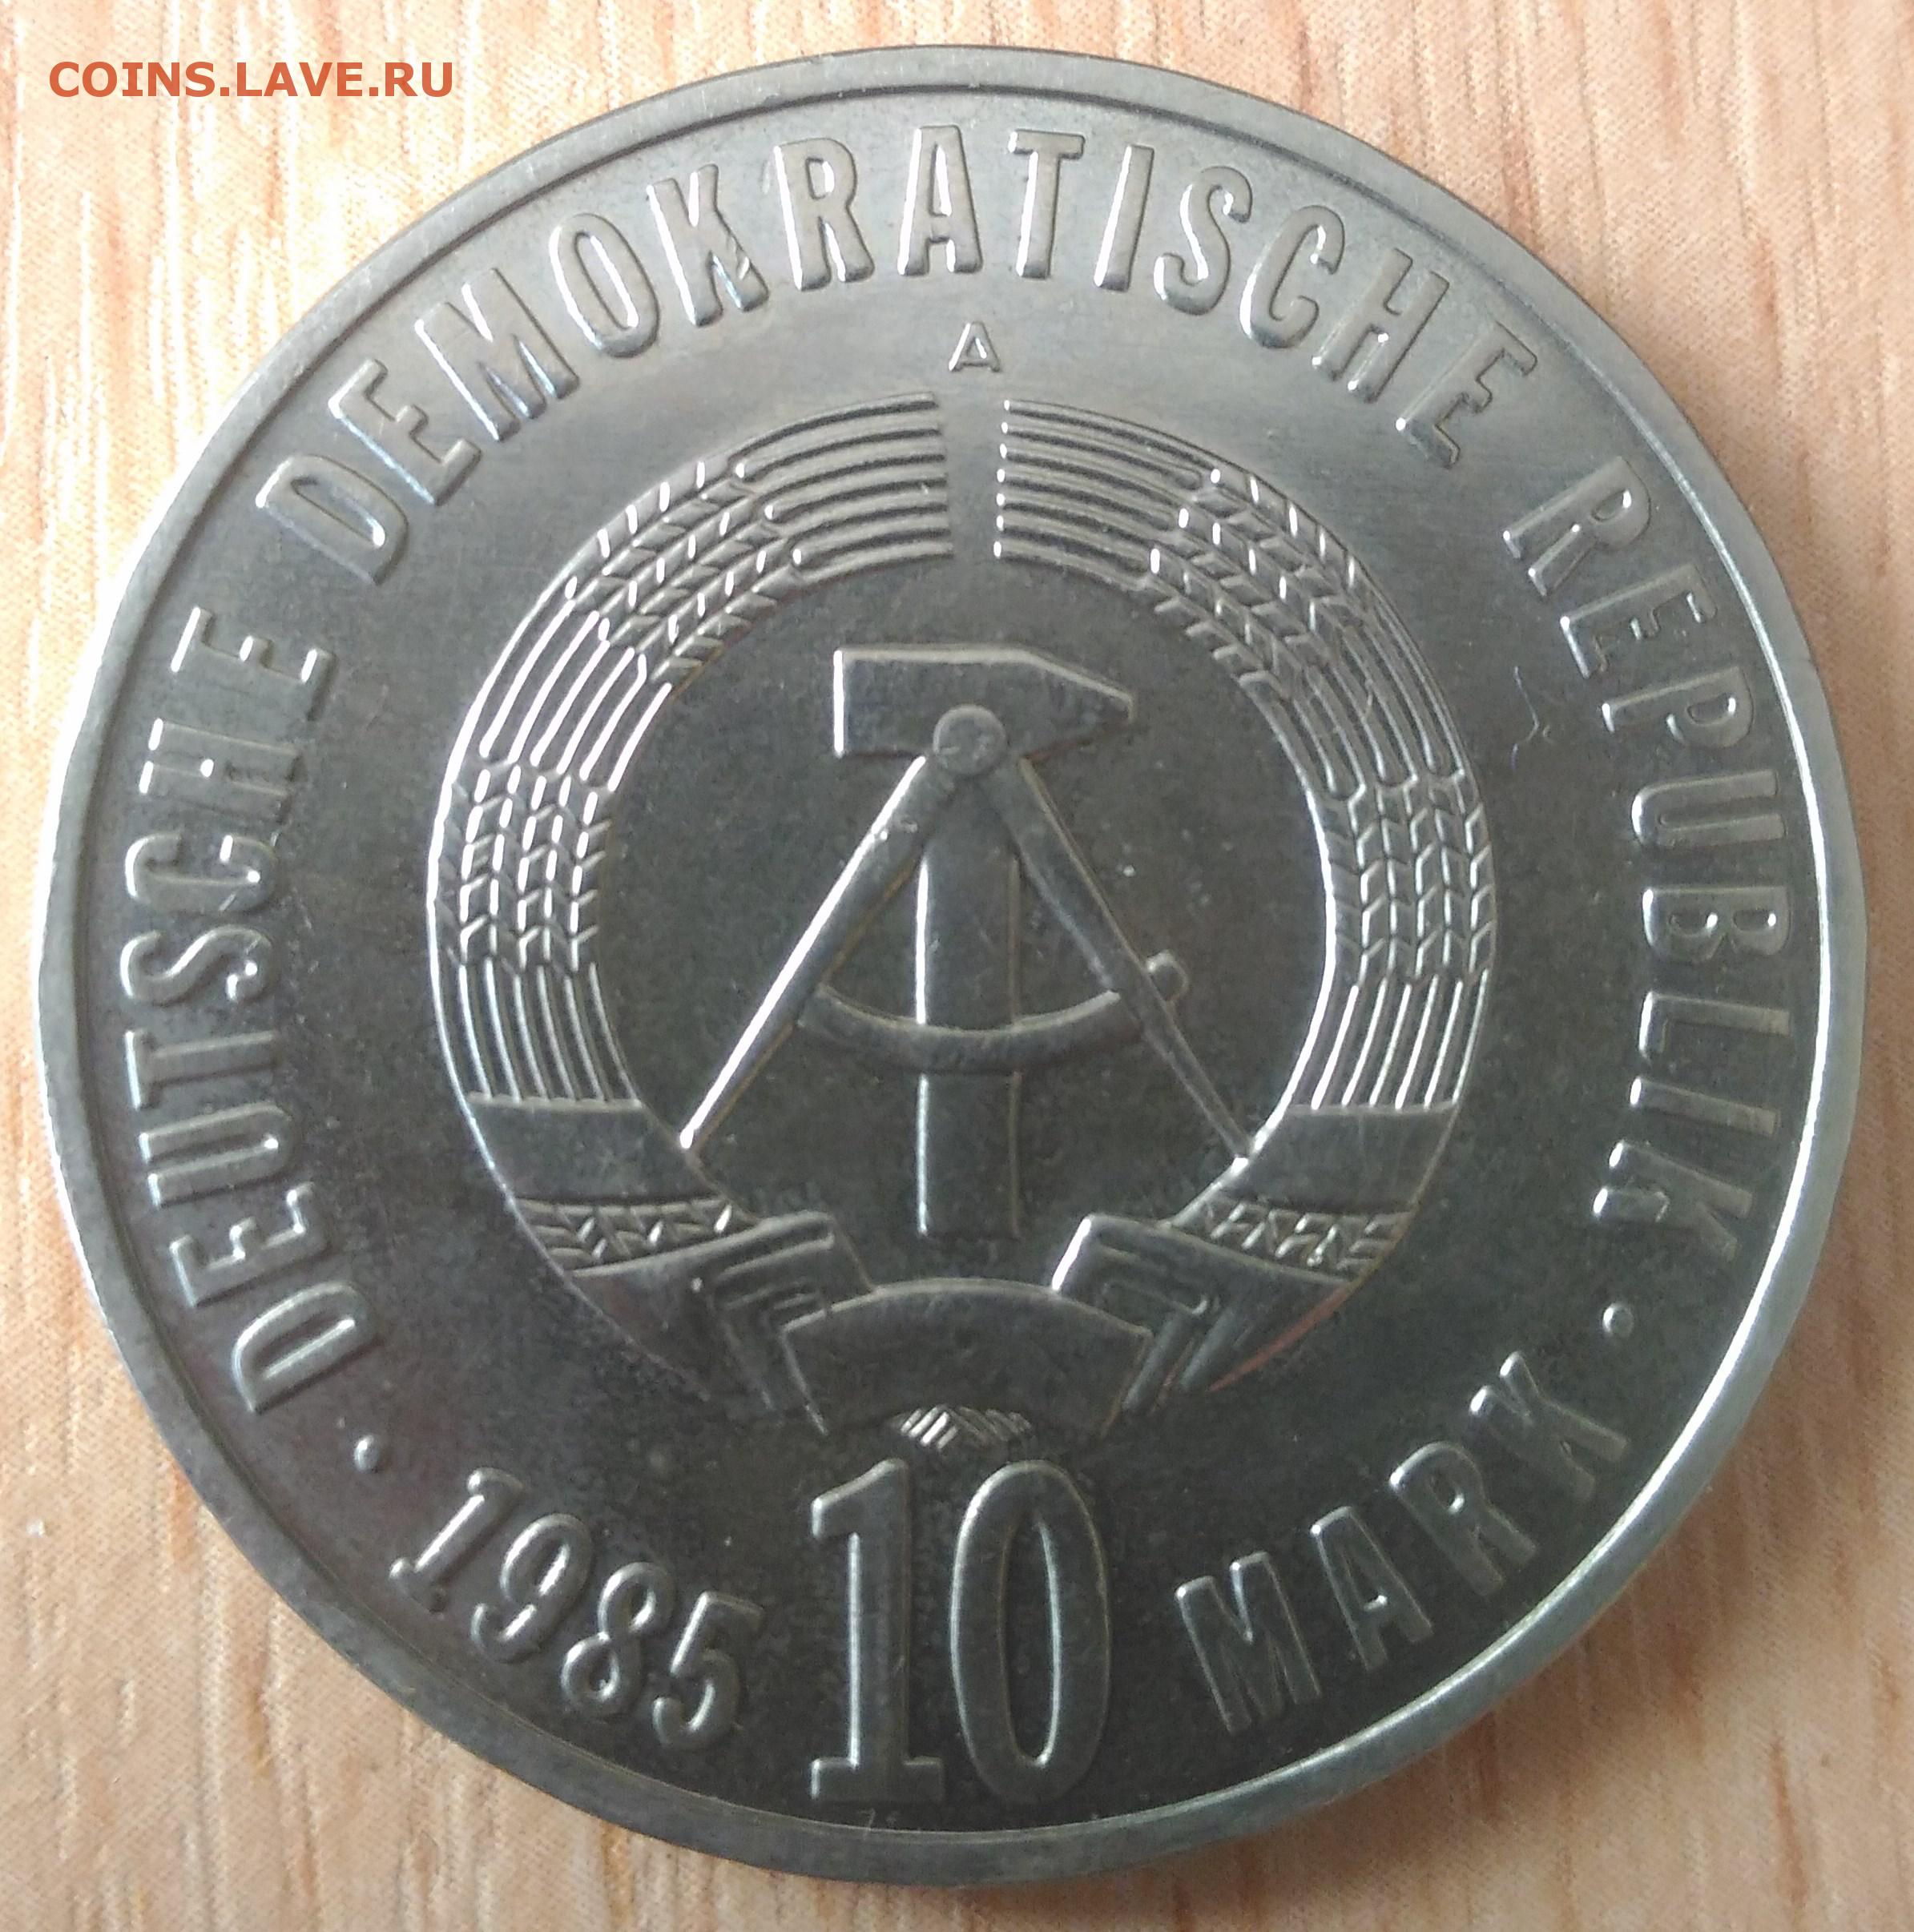 COINS.LAVE.RU
DEUTSCHE DEMOKRATISCHE REPUBLIK
A
· 1985 10 MARK ·